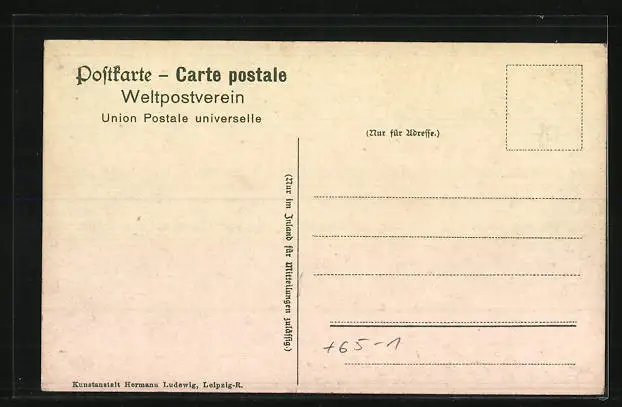 Postkarte – Carte postale
Weltpostverein
Union Postale universelle
(Nur für Adresse.)
(Nur im Inland für Mitteilungen zulässig.)
+65-1
Kunstanstalt Hermann Ludewig, Leipzig-R.